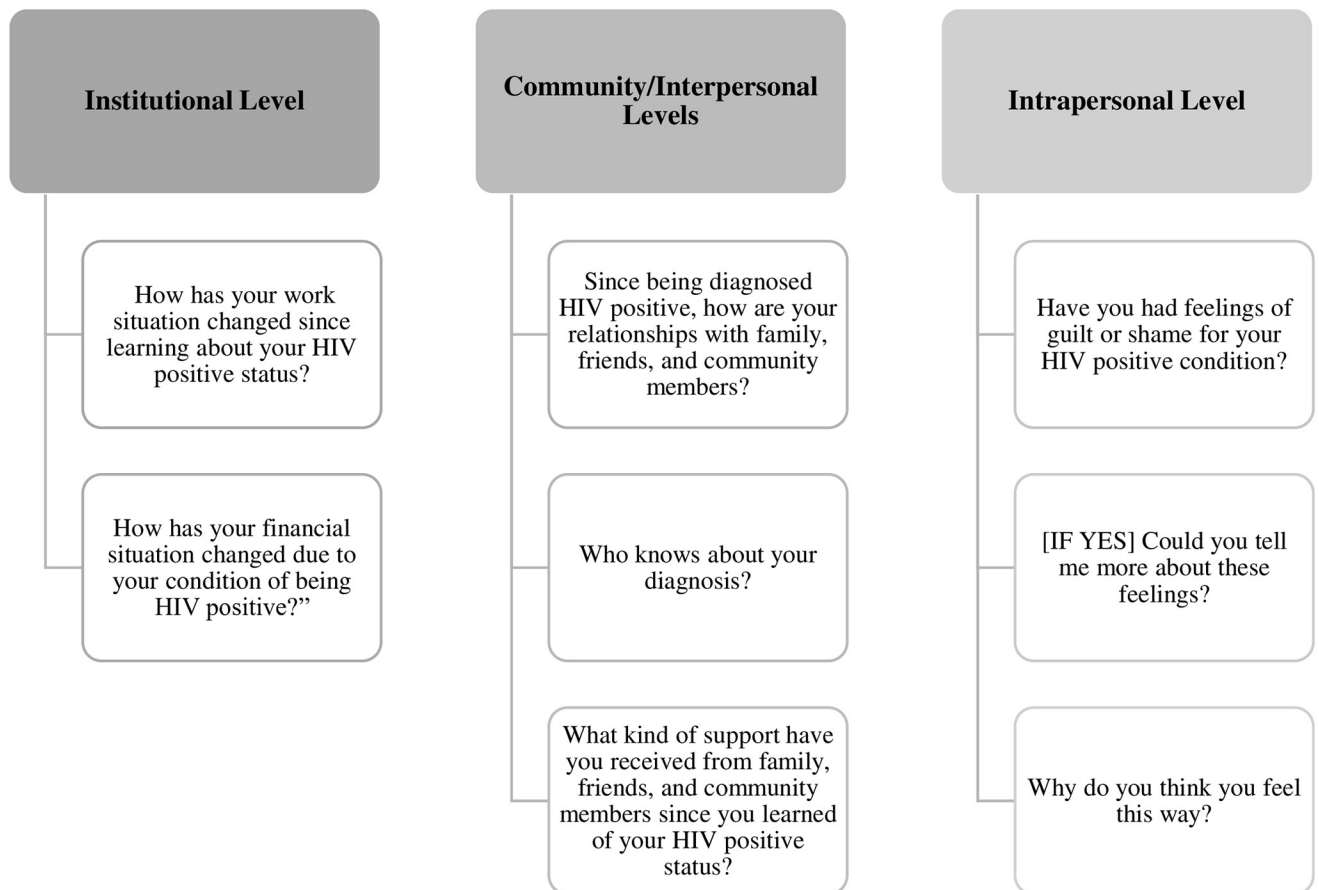 Institutional Level
How has your work
situation changed since
learning about your HIV
positive status?
How has your financial
situation changed due to
your condition of being
HIV positive?”
Community/Interpersonal
Levels
Since being diagnosed
HIV positive, how are your
relationships with family,
friends, and community
members?
Who knows about your
diagnosis?
What kind of support have
you received from family,
friends, and community
members since you learned
of your HIV positive
status?
Intrapersonal Level
Have you had feelings of
guilt or shame for your
HIV positive condition?
[IF YES] Could you tell
me more about these
feelings?
Why do you think you feel
this way?